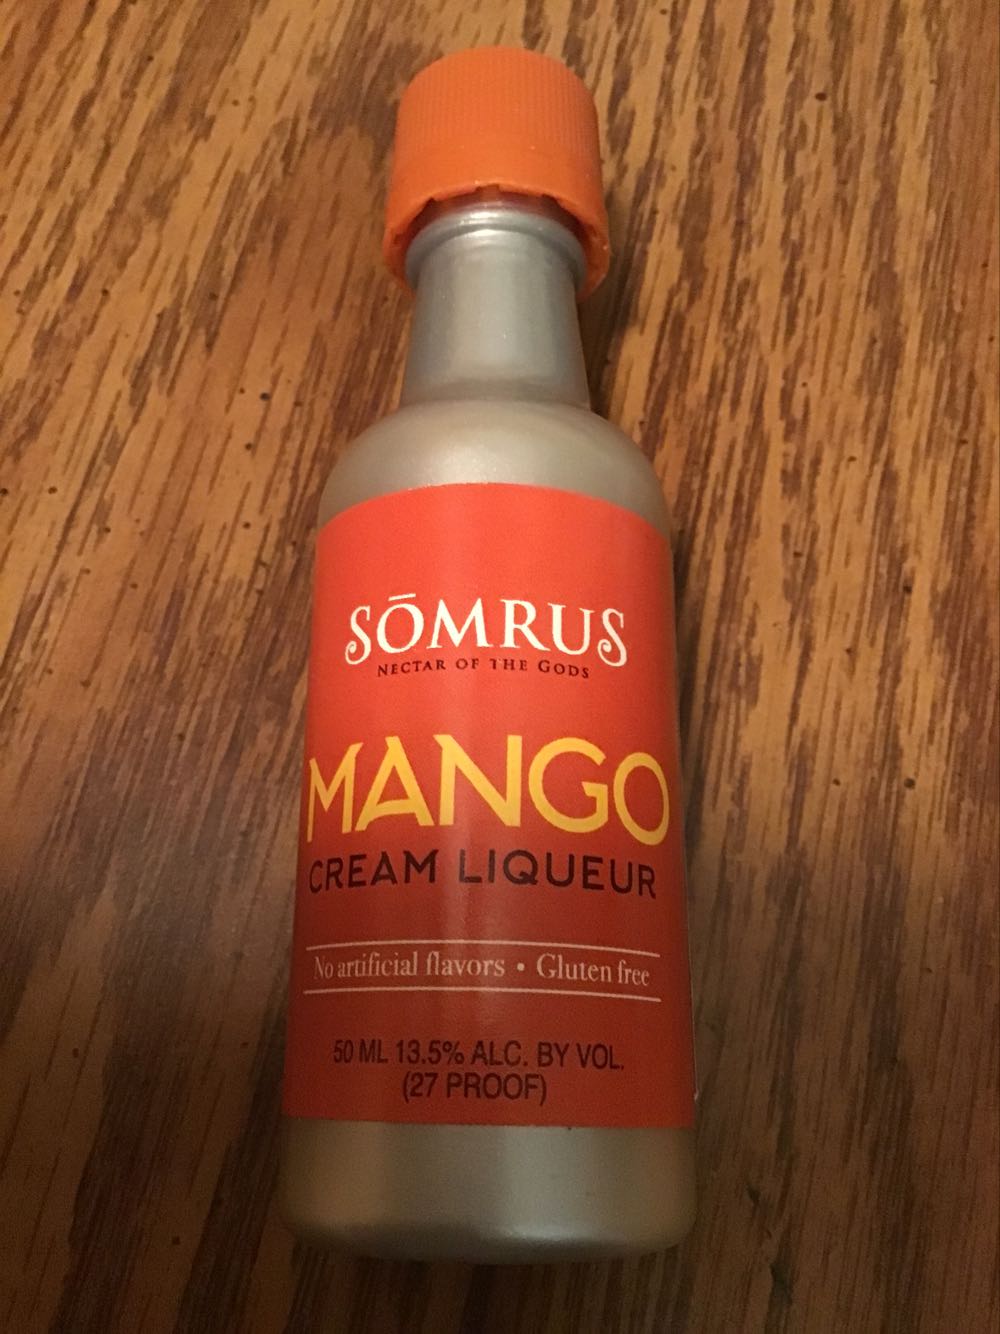 SŌMRUS
NECTAR OF THE GODS
MANGO
CREAM LIQUEUR
No artificial flavors • Gluten free
50 ML 13.5% ALC. BY VOL.
(27 PROOF)